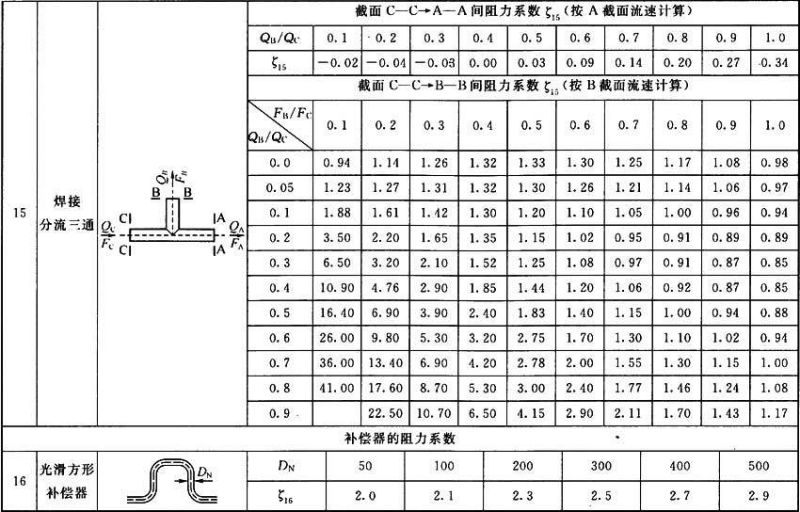 截面 C—C→A—A 间阻力系数 ζ₁₅ (按 A 截面流速计算)
Q_B/Q_C 0.1 0.2 0.3 0.4 0.5 0.6 0.7 0.8 0.9 1.0
ζ₁₅ −0.02 −0.04 −0.03 0.00 0.03 0.09 0.14 0.20 0.27 0.34
截面 C—C→B—B 间阻力系数 ζ₁₅ (按 B 截面流速计算)
F_B/F_C
Q_B/Q_C
0.1 0.2 0.3 0.4 0.5 0.6 0.7 0.8 0.9 1.0
0.0 0.94 1.14 1.26 1.32 1.33 1.30 1.25 1.17 1.08 0.98
0.05 1.23 1.27 1.31 1.32 1.30 1.26 1.21 1.14 1.06 0.97
0.1 1.88 1.61 1.42 1.30 1.20 1.10 1.05 1.00 0.96 0.94
0.2 3.50 2.20 1.65 1.35 1.15 1.02 0.95 0.91 0.89 0.89
0.3 6.50 3.20 2.10 1.52 1.25 1.08 0.97 0.91 0.87 0.85
0.4 10.90 4.76 2.90 1.85 1.44 1.20 1.06 0.92 0.87 0.85
0.5 16.40 6.90 3.90 2.40 1.83 1.40 1.15 1.00 0.94 0.88
0.6 26.00 9.80 5.30 3.20 2.75 1.70 1.30 1.10 1.02 0.94
0.7 36.00 13.40 6.90 4.20 2.78 2.00 1.55 1.30 1.15 1.00
0.8 41.00 17.60 8.70 5.30 3.00 2.40 1.77 1.46 1.24 1.08
0.9 22.50 10.70 6.50 4.15 2.90 2.11 1.70 1.43 1.17
15
焊接
分流三通
Q_B
F_B
B B
C A
Q_C Q_A
F_C F_A
C A
补偿器的阻力系数
16
光滑方形
补偿器
D_N
D_N 50 100 200 300 400 500
ζ₁₆ 2.0 2.1 2.3 2.5 2.7 2.9